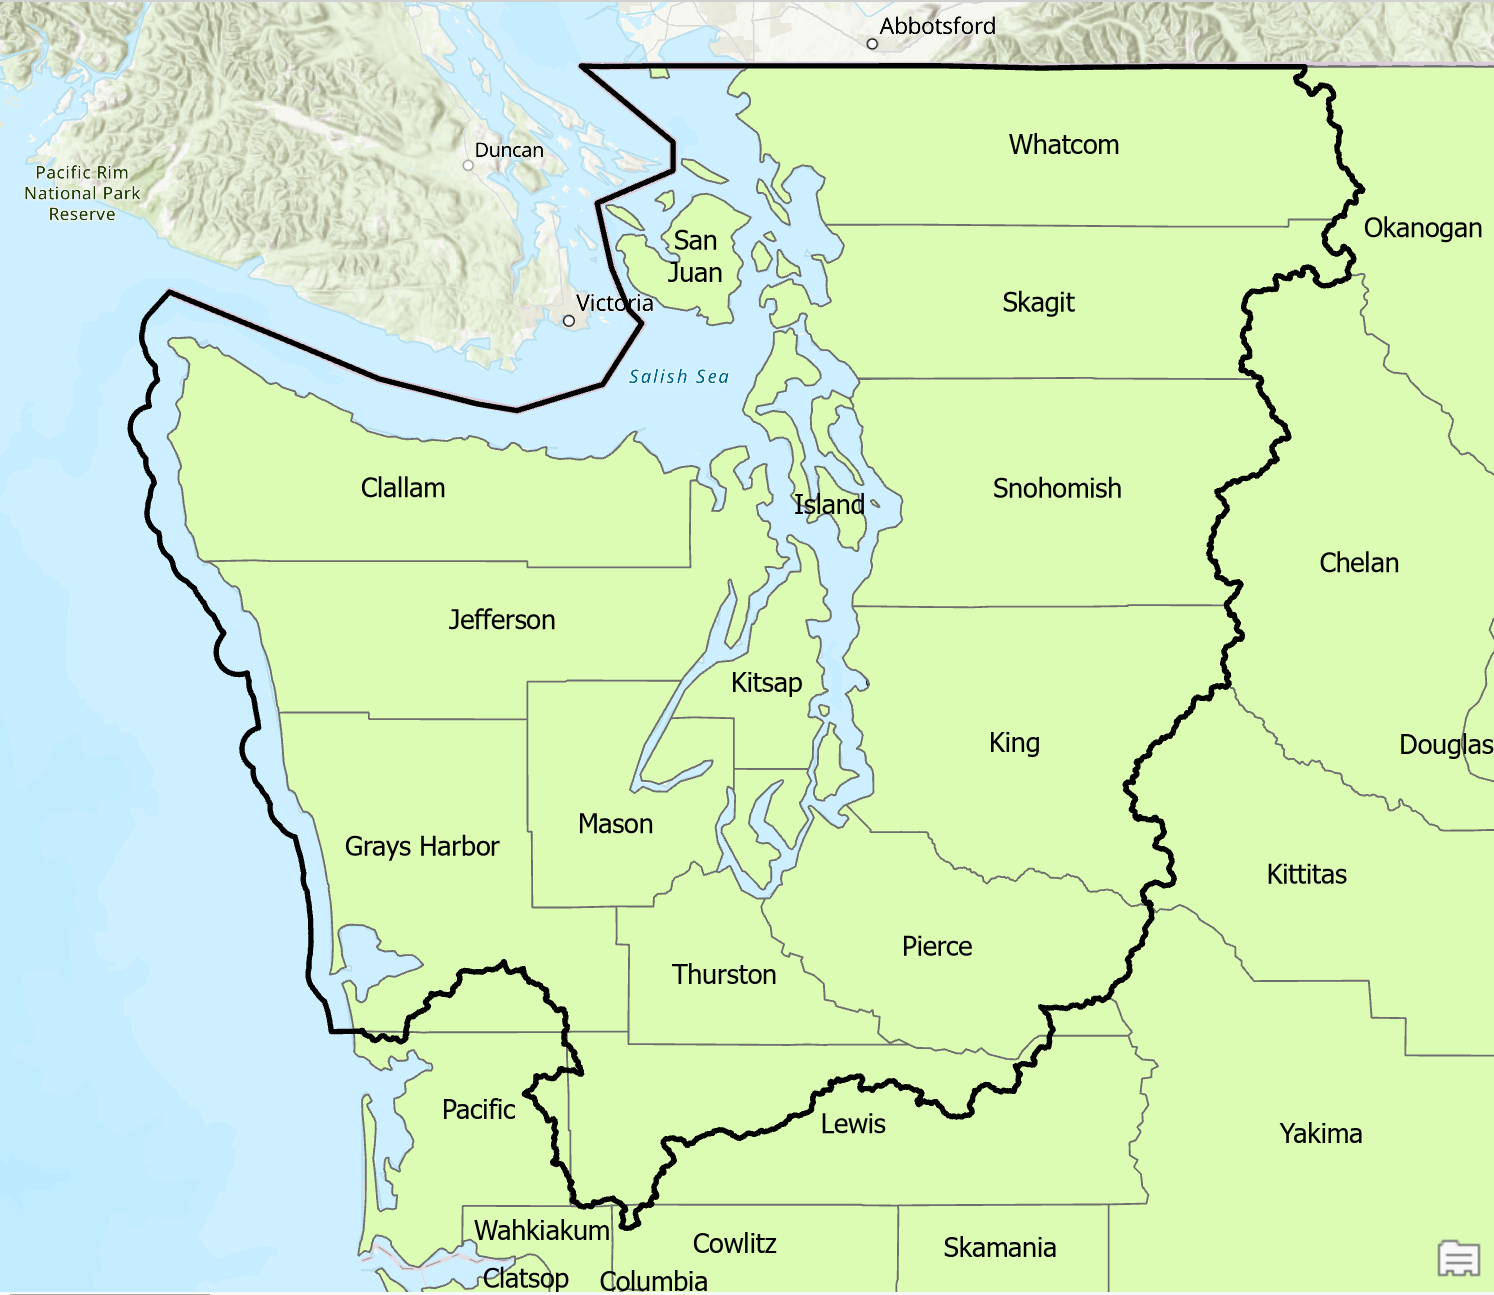 Abbotsford
Whatcom
Duncan
Pacific Rim
National Park
Reserve
Okanogan
San
Juan
Skagit
Victoria
Salish Sea
Clallam
Snohomish
Island
Chelan
Jefferson
Kitsap
King
Douglas
Mason
Grays Harbor
Kittitas
Pierce
Thurston
Pacific
Lewis
Yakima
Wahkiakum
Cowlitz
Skamania
Clatsop
Columbia